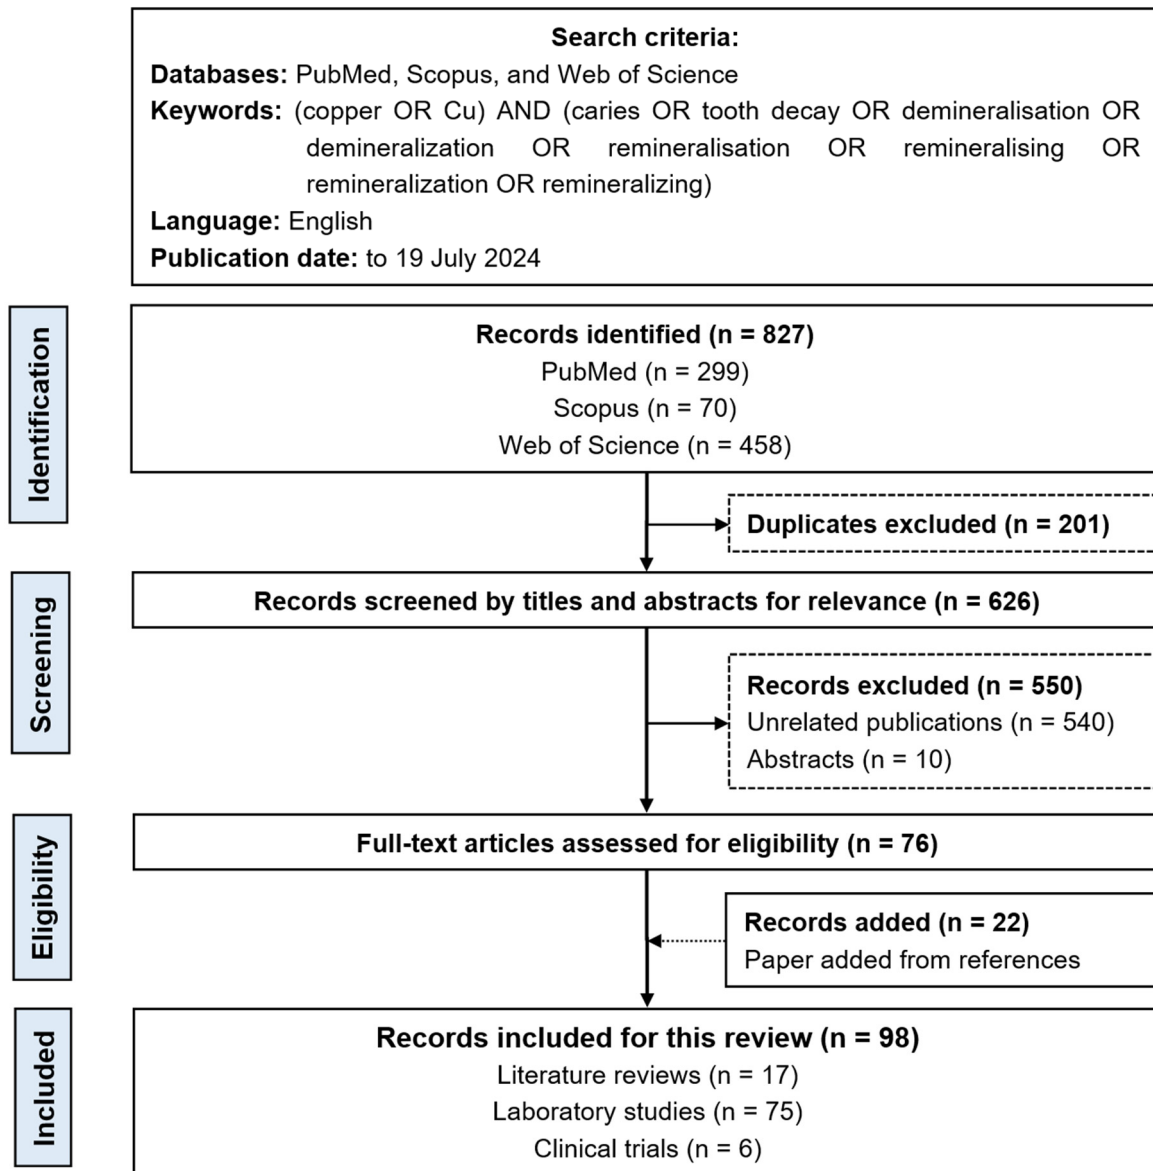 Search criteria:
Databases: PubMed, Scopus, and Web of Science
Keywords: (copper OR Cu) AND (caries OR tooth decay OR demineralisation OR
demineralization OR remineralisation OR remineralising OR
remineralization OR remineralizing)
Language: English
Publication date: to 19 July 2024
Identification
Records identified (n = 827)
PubMed (n = 299)
Scopus (n = 70)
Web of Science (n = 458)
Duplicates excluded (n = 201)
Screening
Records screened by titles and abstracts for relevance (n = 626)
Records excluded (n = 550)
Unrelated publications (n = 540)
Abstracts (n = 10)
Eligibility
Full-text articles assessed for eligibility (n = 76)
Records added (n = 22)
Paper added from references
Included
Records included for this review (n = 98)
Literature reviews (n = 17)
Laboratory studies (n = 75)
Clinical trials (n = 6)